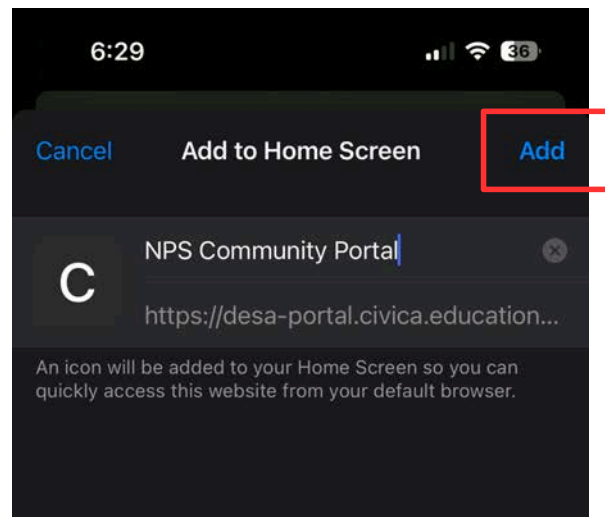 6:29 36
Cancel Add to Home Screen Add
C
NPS Community Portal
https://desa-portal.civica.education...
An icon will be added to your Home Screen so you can
quickly access this website from your default browser.